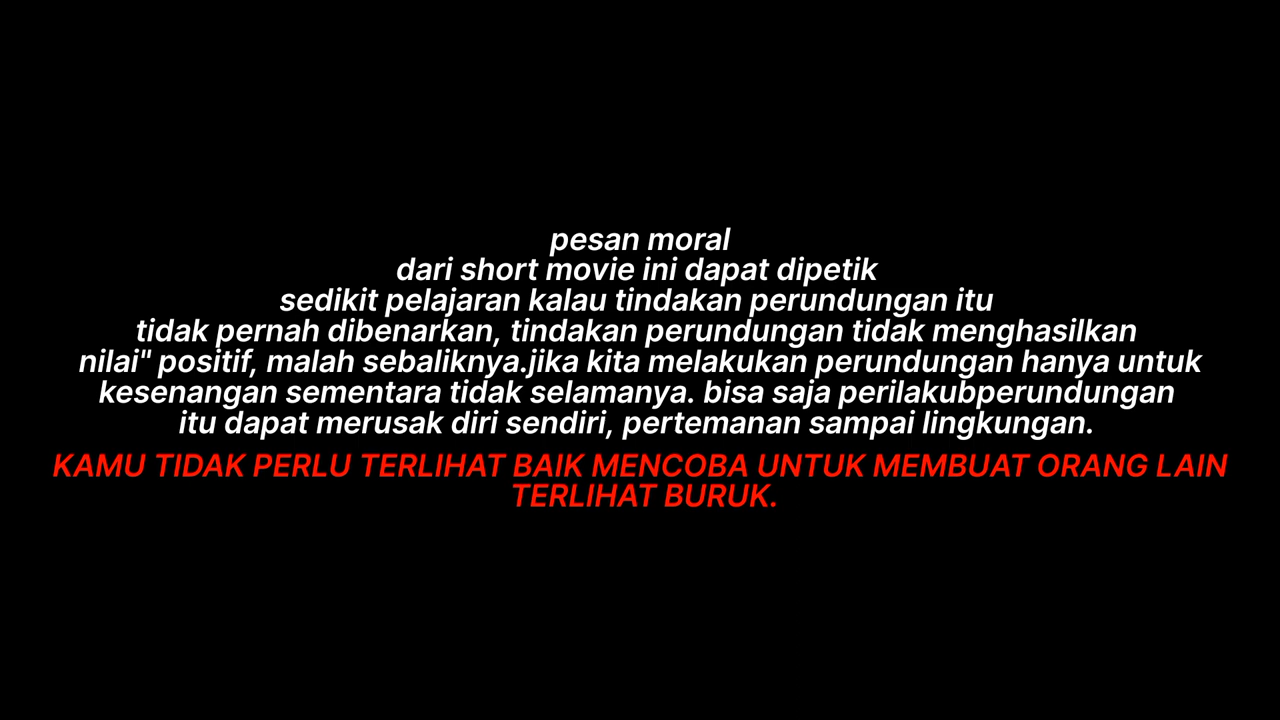 pesan moral
dari short movie ini dapat dipetik
sedikit pelajaran kalau tindakan perundungan itu
tidak pernah dibenarkan, tindakan perundungan tidak menghasilkan
nilai" positif, malah sebaliknya.jika kita melakukan perundungan hanya untuk
kesenangan sementara tidak selamanya. bisa saja perilakubperundungan
itu dapat merusak diri sendiri, pertemanan sampai lingkungan.
KAMU TIDAK PERLU TERLIHAT BAIK MENCOBA UNTUK MEMBUAT ORANG LAIN
TERLIHAT BURUK.